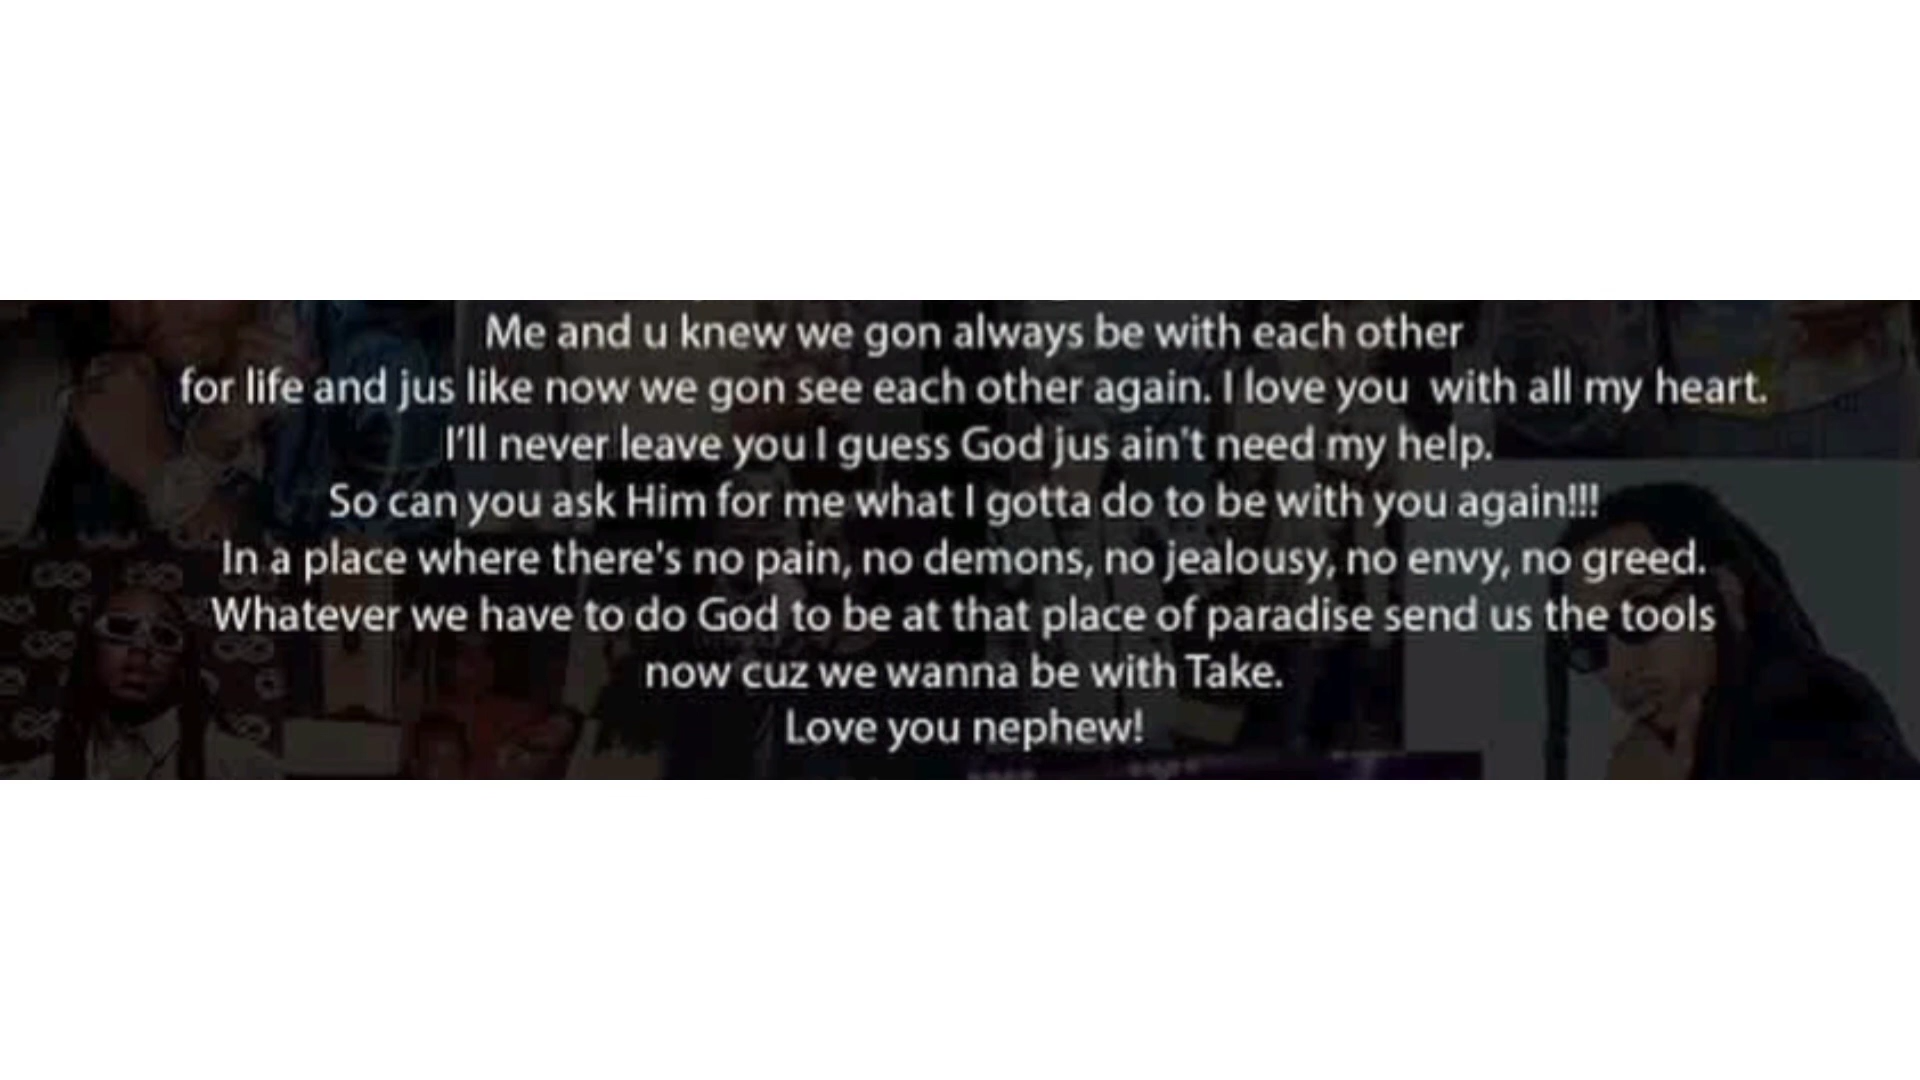 Me and u knew we gon always be with each other
for life and jus like now we gon see each other again. I love you  with all my heart.
I'll never leave you I guess God jus ain't need my help.
So can you ask Him for me what I gotta do to be with you again!!!
In a place where there's no pain, no demons, no jealousy, no envy, no greed.
Whatever we have to do God to be at that place of paradise send us the tools
now cuz we wanna be with Take.
Love you nephew!